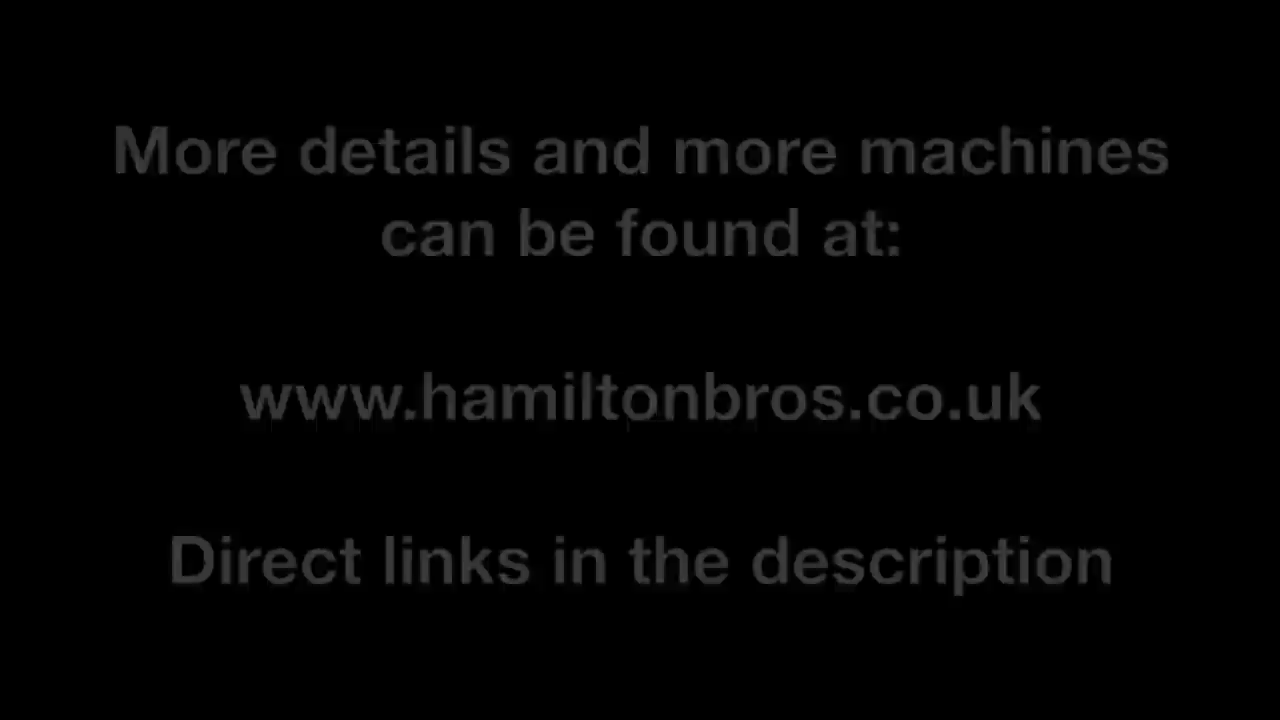 More details and more machines
can be found at:
www.hamiltonbros.co.uk
Direct links in the description